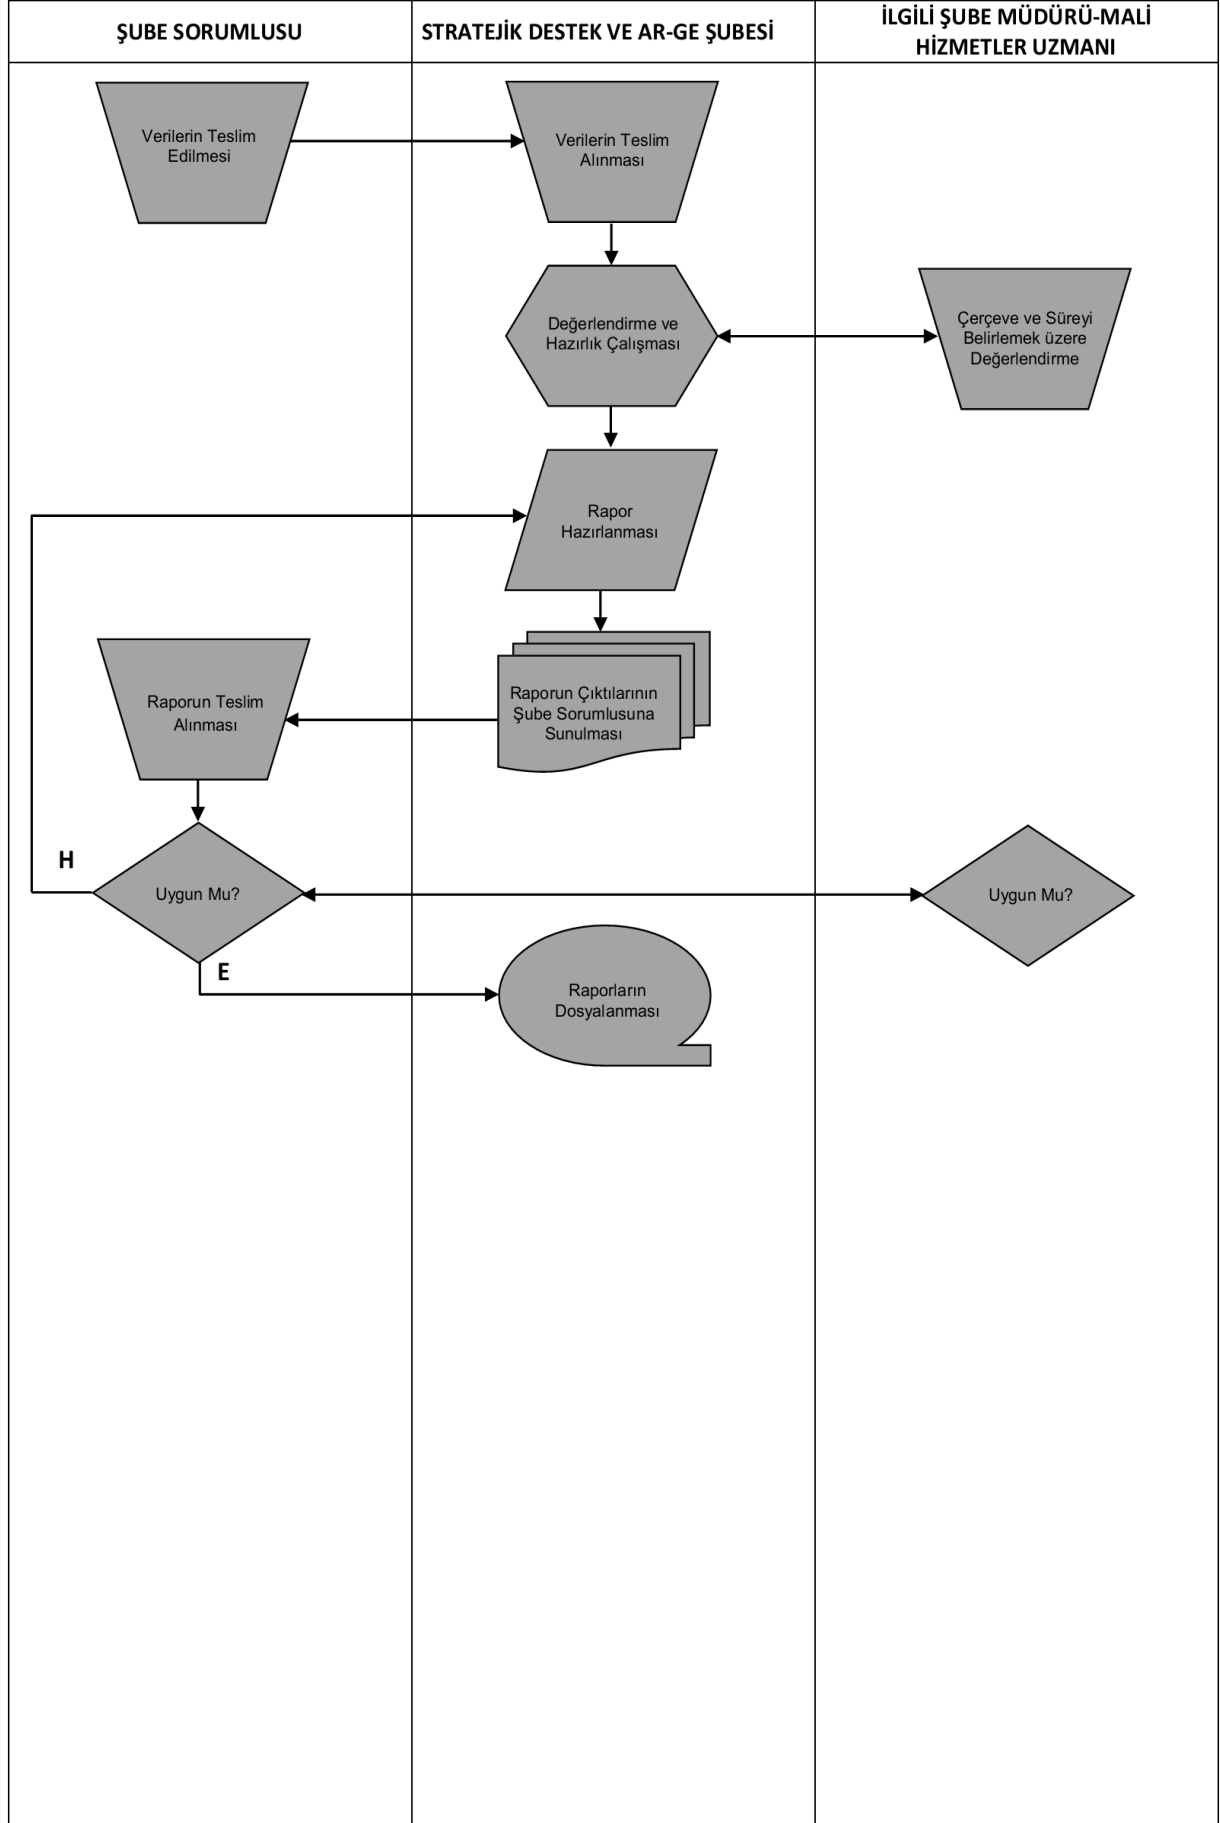 ŞUBE SORUMLUSU
STRATEJİK DESTEK VE AR-GE ŞUBESİ
İLGİLİ ŞUBE MÜDÜRÜ-MALİ
HİZMETLER UZMANI
Verilerin Teslim
Edilmesi
Verilerin Teslim
Alınması
Değerlendirme ve
Hazırlık Çalışması
Çerçeve ve Süreyi
Belirlemek üzere
Değerlendirme
Rapor
Hazırlanması
Raporun Çıktılarının
Şube Sorumlusuna
Sunulması
Raporun Teslim
Alınması
H
Uygun Mu?
Uygun Mu?
E
Raporların
Dosyalanması